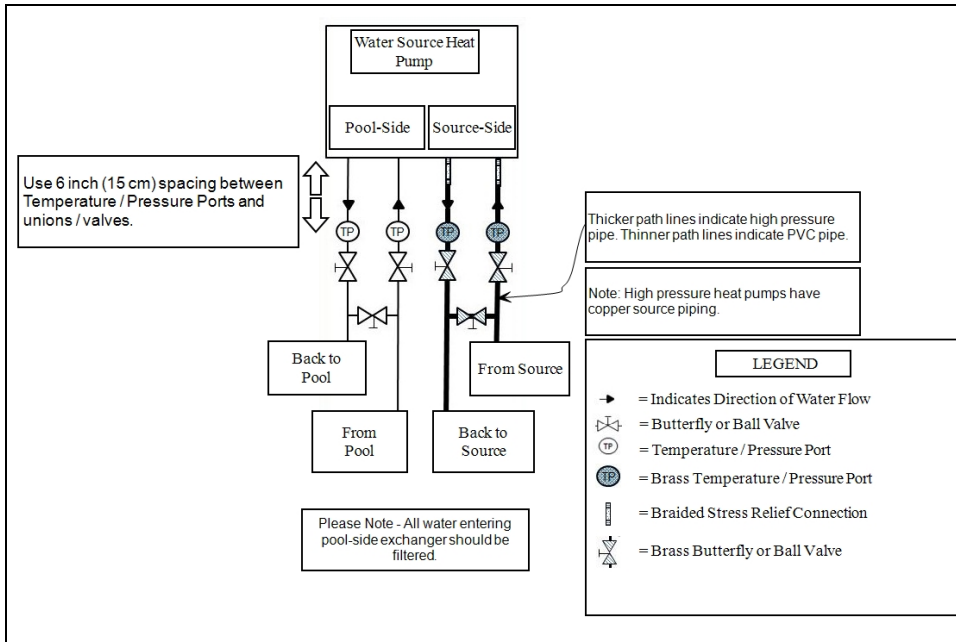 Water Source Heat
Pump
Pool-Side
Source-Side
Use 6 inch (15 cm) spacing between
Temperature / Pressure Ports and
unions / valves.
TP
TP
TP
TP
Thicker path lines indicate high pressure
pipe. Thinner path lines indicate PVC pipe.
Note: High pressure heat pumps have
copper source piping.
Back to
Pool
From Source
From
Pool
Back to
Source
LEGEND
= Indicates Direction of Water Flow
= Butterfly or Ball Valve
TP
= Temperature / Pressure Port
TP
= Brass Temperature / Pressure Port
= Braided Stress Relief Connection
= Brass Butterfly or Ball Valve
Please Note - All water entering
pool-side exchanger should be
filtered.